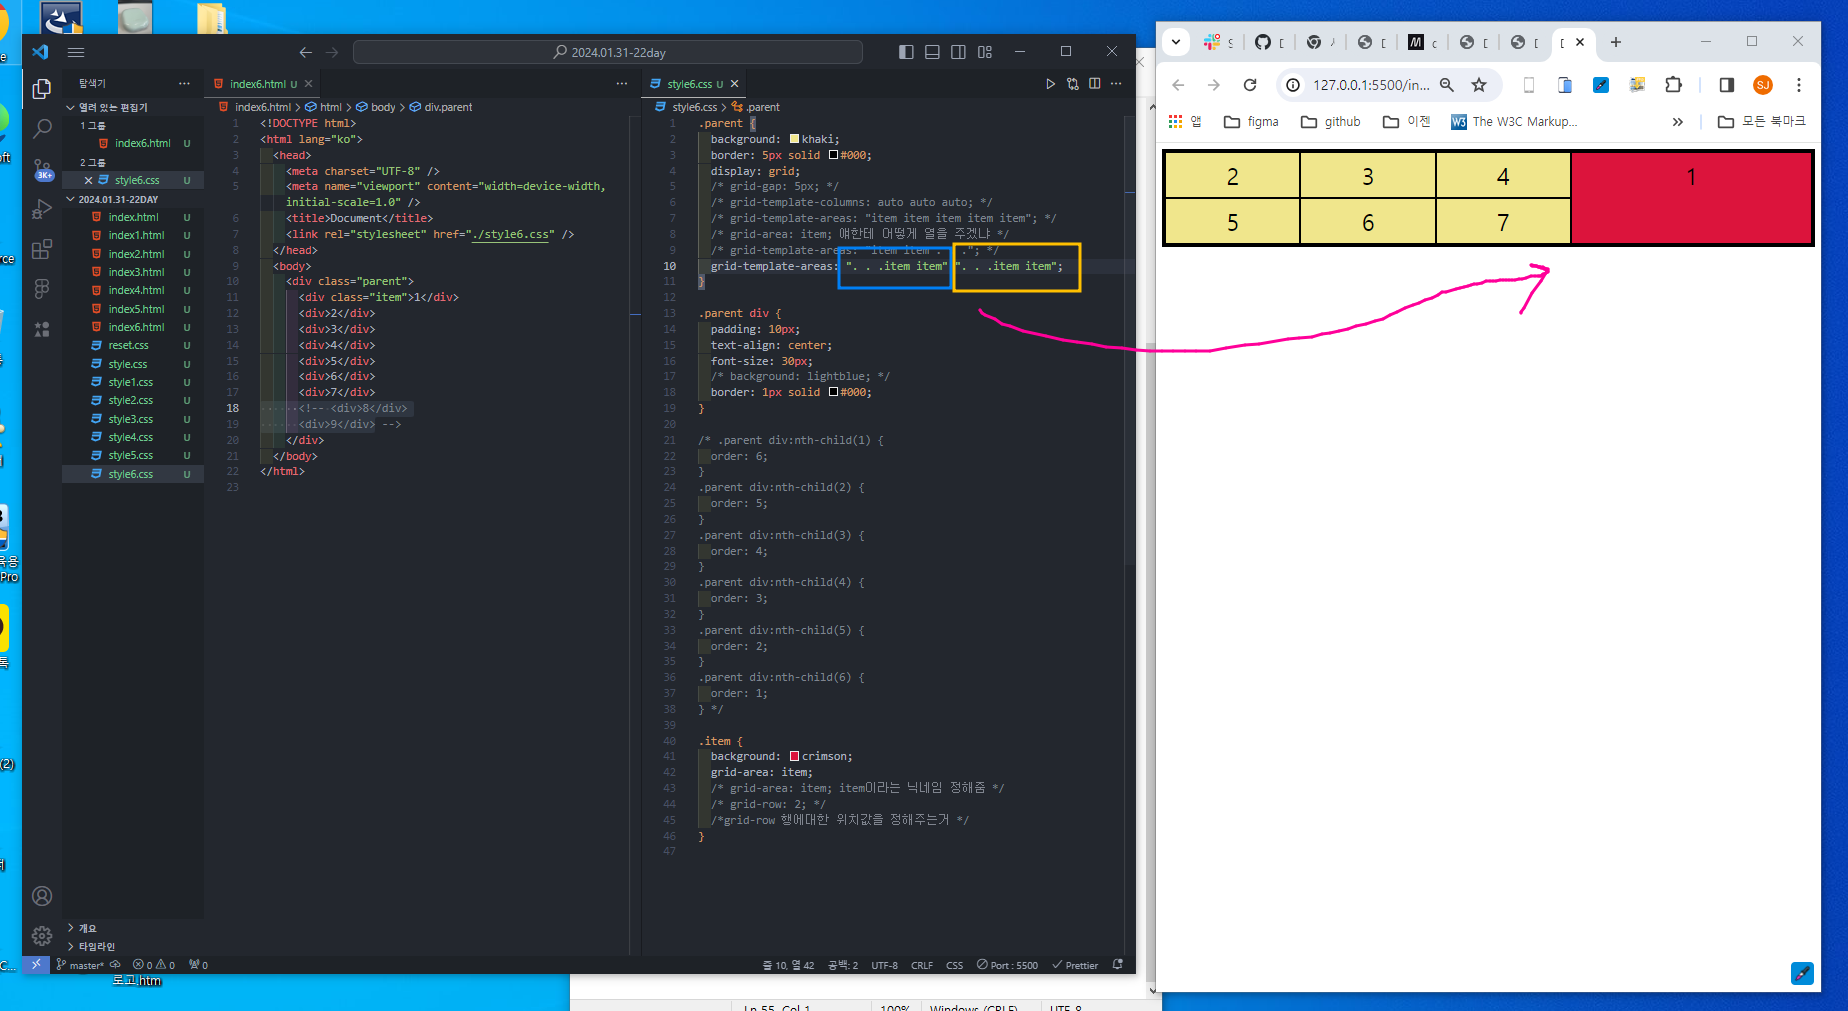 2024.01.31-22day
탐색기
열려 있는 편집기
1 그룹
index6.html U
2 그룹
style6.css U
2024.01.31-22DAY
index.html U
index1.html U
index2.html U
index3.html U
index4.html U
index5.html U
index6.html U
reset.css U
style.css U
style1.css U
style2.css U
style3.css U
style4.css U
style5.css U
style6.css U
개요
타임라인
3K+
index6.html U
index6.html > html > body > div.parent
1 <!DOCTYPE html>
2 <html lang="ko">
3 <head>
4 <meta charset="UTF-8" />
5 <meta name="viewport" content="width=device-width,
initial-scale=1.0" />
6 <title>Document</title>
7 <link rel="stylesheet" href="./style6.css" />
8 </head>
9 <body>
10 <div class="parent">
11 <div class="item">1</div>
12 <div>2</div>
13 <div>3</div>
14 <div>4</div>
15 <div>5</div>
16 <div>6</div>
17 <div>7</div>
18 <!-- <div>8</div>
19 <div>9</div> -->
20 </div>
21 </body>
22 </html>
23
style6.css U
style6.css > .parent
1 .parent {
2 background: khaki;
3 border: 5px solid #000;
4 display: grid;
5 /* grid-gap: 5px; */
6 /* grid-template-columns: auto auto auto; */
7 /* grid-template-areas: "item item item item item"; */
8 /* grid-area: item; 얘한테 어떻게 열을 주겠냐 */
9 /* grid-template-areas: "item item . . ."; */
10 grid-template-areas: ". . .item item" ". . .item item";
11 }
12
13 .parent div {
14 padding: 10px;
15 text-align: center;
16 font-size: 30px;
17 /* background: lightblue; */
18 border: 1px solid #000;
19 }
20
21 /* .parent div:nth-child(1) {
22 order: 6;
23 }
24 .parent div:nth-child(2) {
25 order: 5;
26 }
27 .parent div:nth-child(3) {
28 order: 4;
29 }
30 .parent div:nth-child(4) {
31 order: 3;
32 }
33 .parent div:nth-child(5) {
34 order: 2;
35 }
36 .parent div:nth-child(6) {
37 order: 1;
38 } */
39
40 .item {
41 background: crimson;
42 grid-area: item;
43 /* grid-area: item; item이라는 닉네임 정해줌 */
44 /* grid-row: 2; */
45 /*grid-row 행에대한 위치값을 정해주는거 */
46 }
47
master* 0 0 0
줄 10, 열 42 공백: 2 UTF-8 CRLF CSS Port : 5500 Prettier
로고.htm
Ln 55, Col 1 100% Windows (CRLF) UTF-8
127.0.0.1:5500/in...
SJ
앱 figma github 이젠 The W3C Markup... 모든 북마크
2 3 4 1
5 6 7